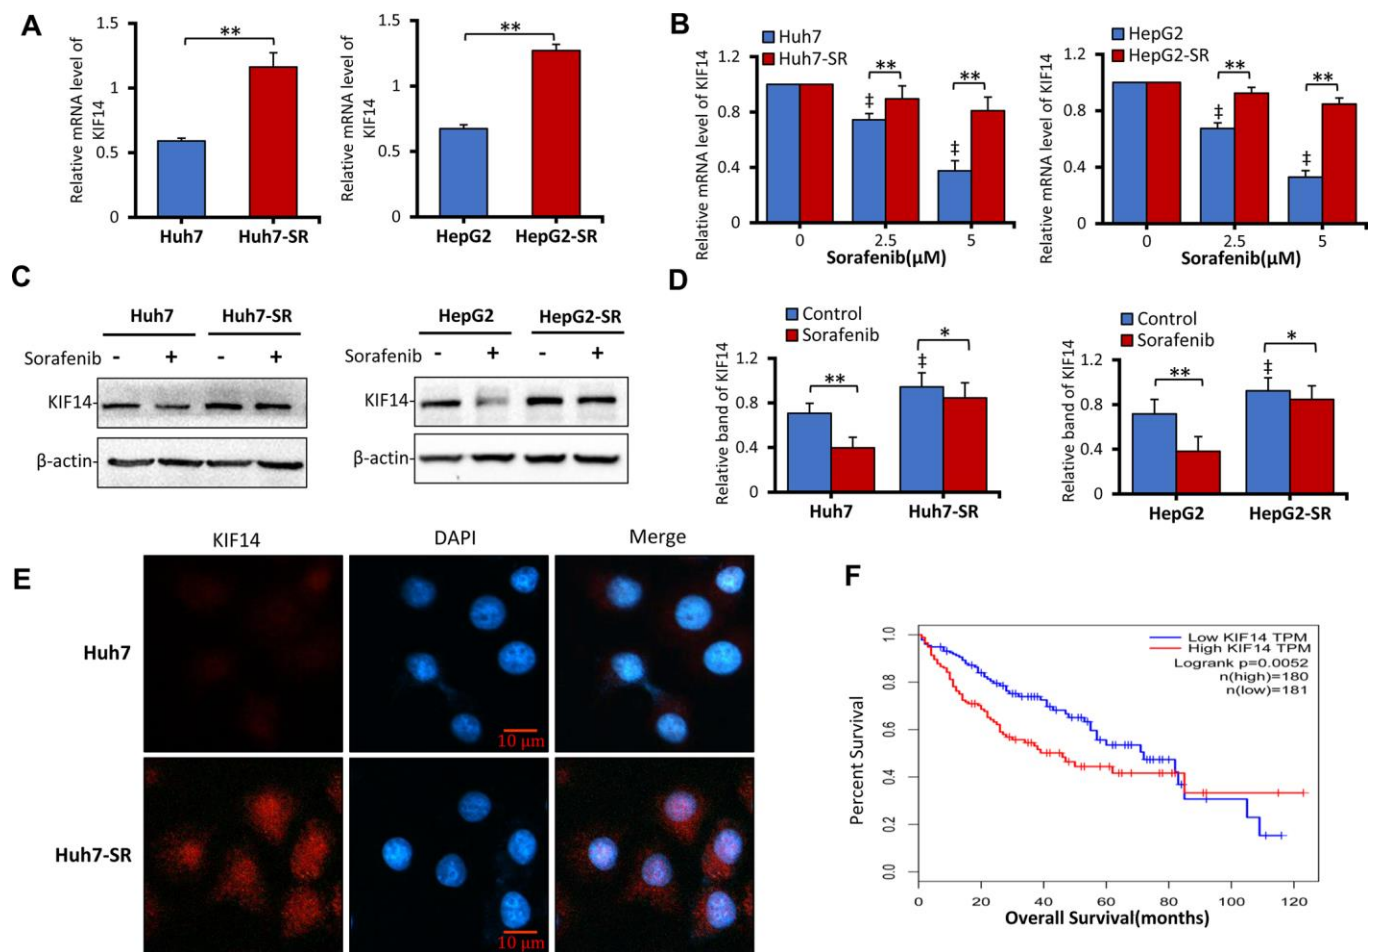 A
Relative mRNA level of
KIF14
1.5
1
0.5
0
**
Huh7
Huh7-SR
Relative mRNA level of
KIF14
1.5
1
0.5
0
**
HepG2
HepG2-SR
B
Relative mRNA level of KIF14
Huh7
Huh7-SR
1.2
0.8
0.4
0
‡
**
‡
**
0
2.5
5
Sorafenib(μM)
Relative mRNA level of KIF14
HepG2
HepG2-SR
1.2
0.8
0.4
0
‡
**
‡
**
0
2.5
5
Sorafenib(μM)
C
Huh7
Huh7-SR
Sorafenib
-
+
-
+
KIF14-
β-actin-
HepG2
HepG2-SR
Sorafenib
-
+
-
+
KIF14-
β-actin-
D
Relative band of KIF14
Control
Sorafenib
1.2
0.8
0.4
0
**
‡
*
Huh7
Huh7-SR
Relative band of KIF14
Control
Sorafenib
1.2
0.8
0.4
0
**
‡
*
HepG2
HepG2-SR
E
KIF14
DAPI
Merge
Huh7
10 μm
Huh7-SR
10 μm
F
Percent Survival
1.0
0.8
0.6
0.4
0.2
0.0
Low KIF14 TPM
High KIF14 TPM
Logrank p=0.0052
n(high)=180
n(low)=181
0
20
40
60
80
100
120
Overall Survival(months)